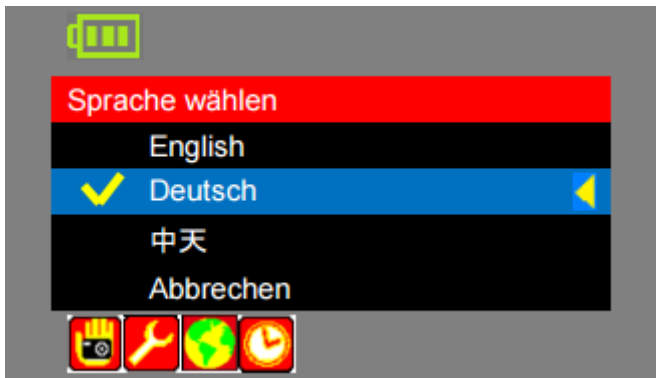 Sprache wählen
English
Deutsch
中天
Abbrechen